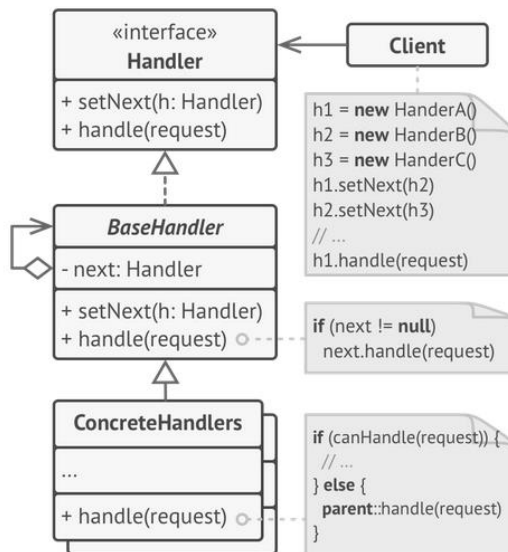 «interface»
Handler
+ setNext(h: Handler)
+ handle(request)
Client
h1 = new HanderA()
h2 = new HanderB()
h3 = new HanderC()
h1.setNext(h2)
h2.setNext(h3)
// ...
h1.handle(request)
BaseHandler
- next: Handler
+ setNext(h: Handler)
+ handle(request)
if (next != null)
next.handle(request)
ConcreteHandlers
...
+ handle(request)
if (canHandle(request)) {
// ...
} else {
parent::handle(request)
}